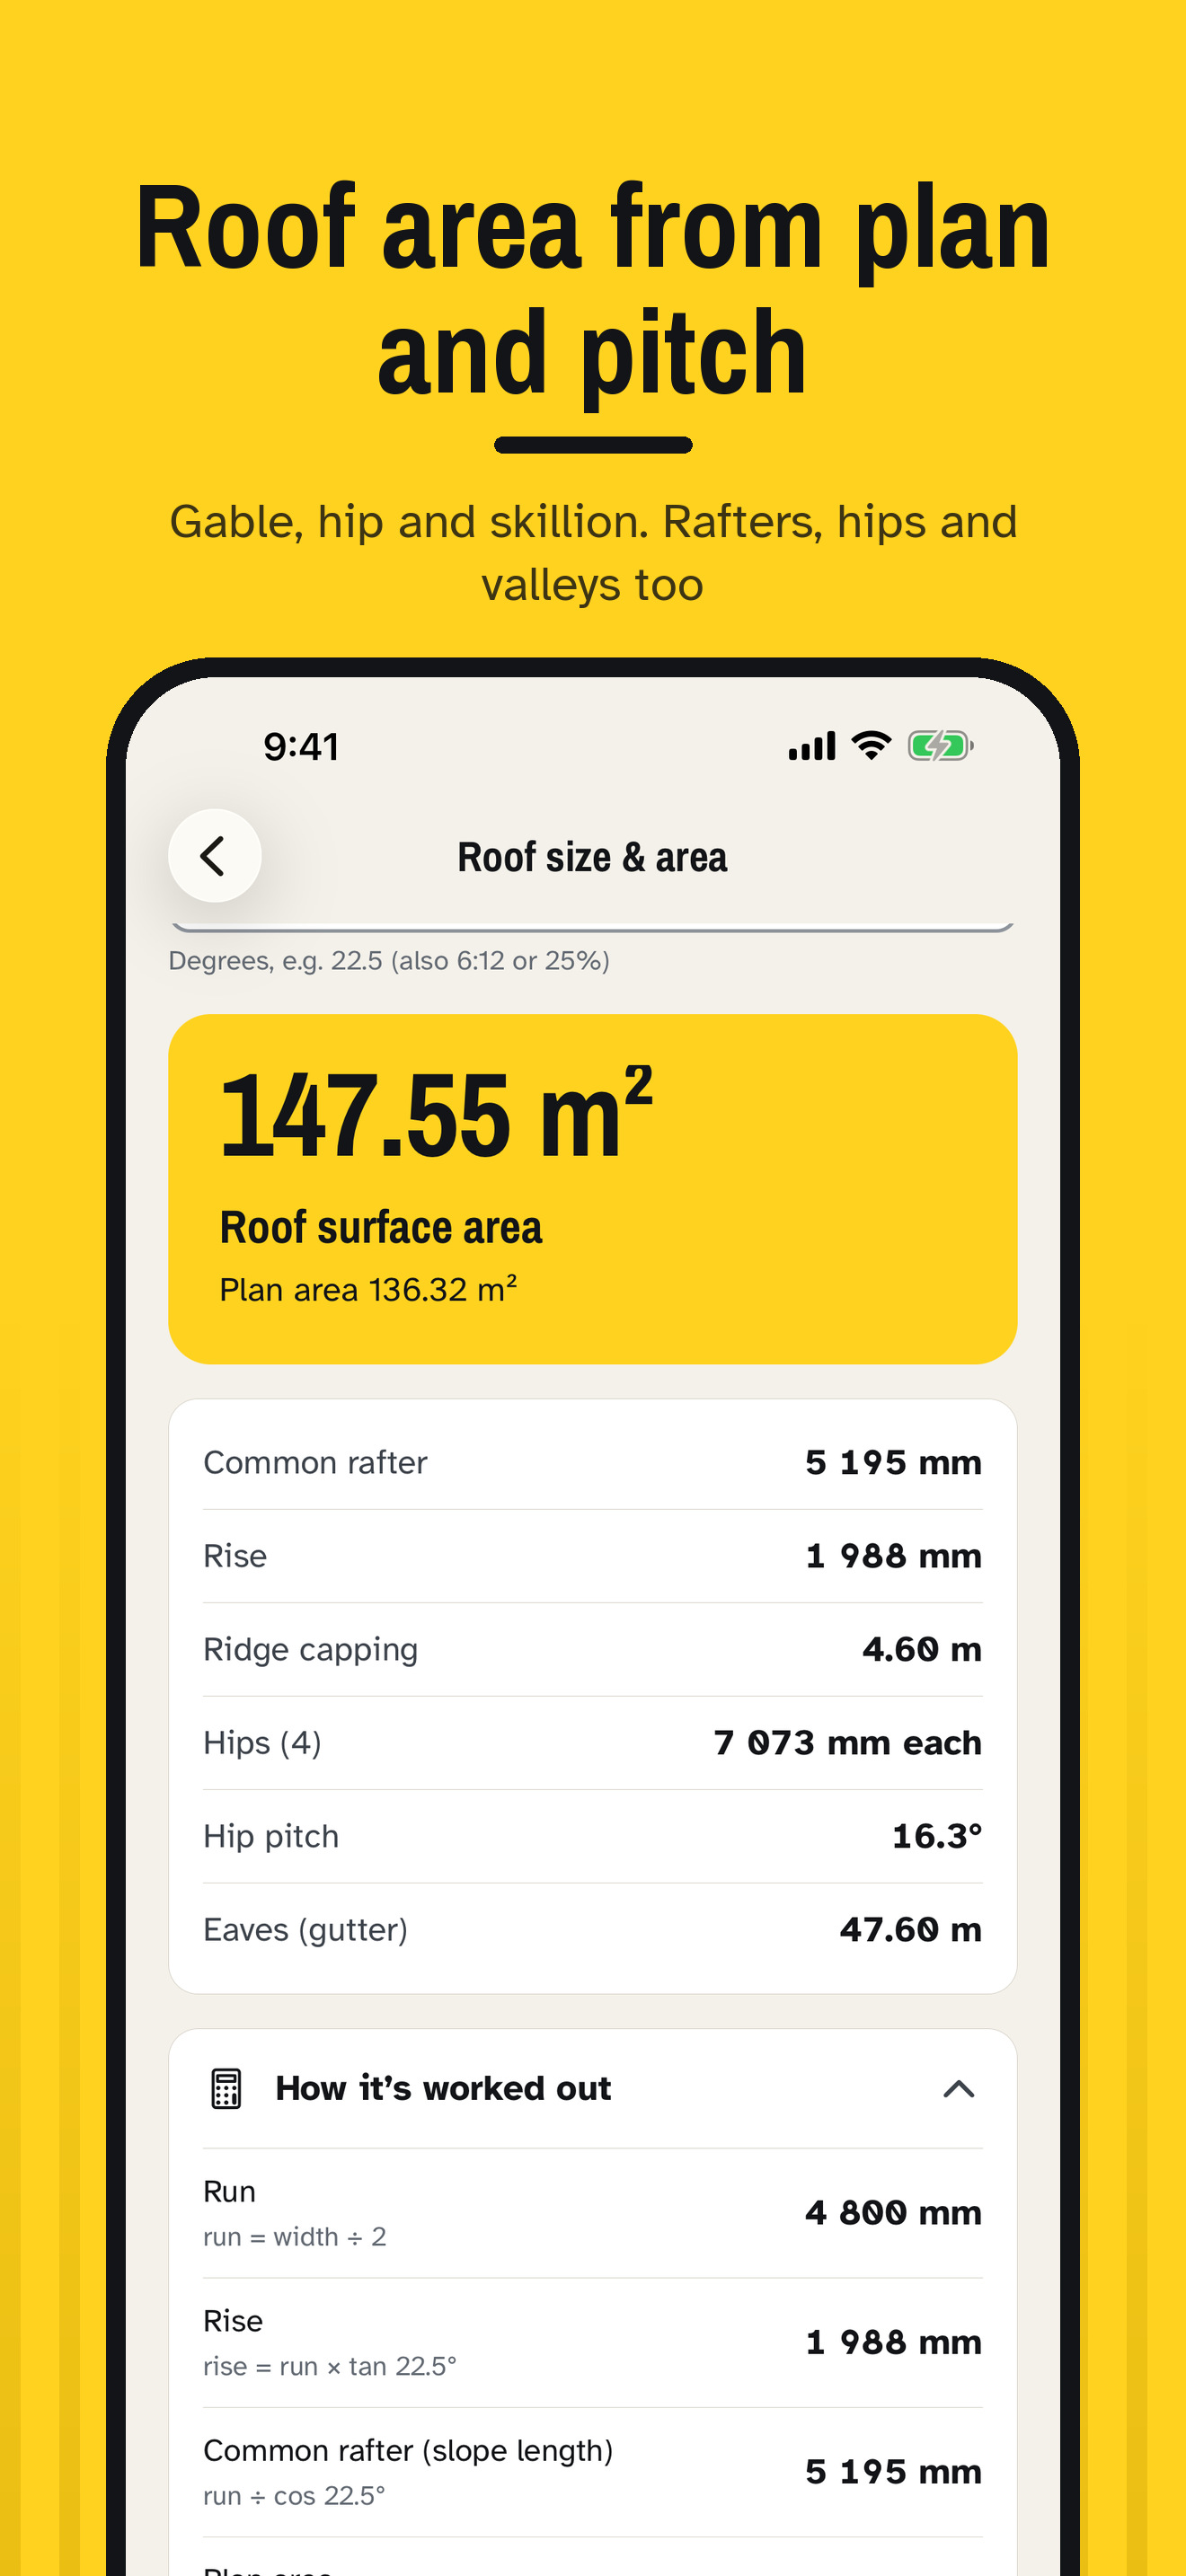 Roof area from plan
and pitch
Gable, hip and skillion. Rafters, hips and
valleys too
9:41
Roof size & area
Degrees, e.g. 22.5 (also 6:12 or 25%)
147.55 m²
Roof surface area
Plan area 136.32 m²
Common rafter 5 195 mm
Rise 1 988 mm
Ridge capping 4.60 m
Hips (4) 7 073 mm each
Hip pitch 16.3°
Eaves (gutter) 47.60 m
How it's worked out
Run
run = width ÷ 2
4 800 mm
Rise
rise = run × tan 22.5°
1 988 mm
Common rafter (slope length)
run ÷ cos 22.5°
5 195 mm